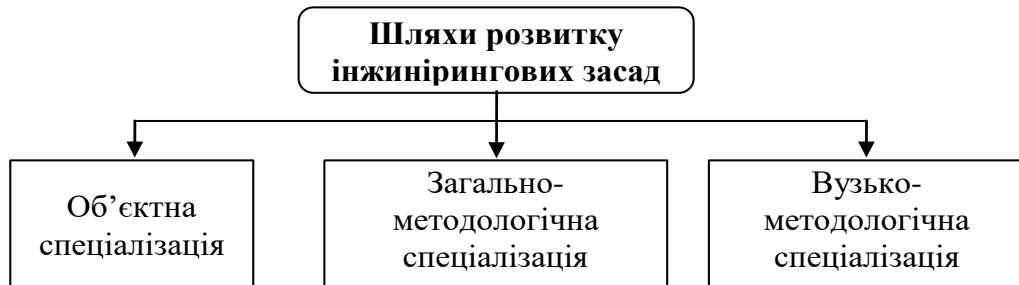 Шляхи розвитку
інжинірингових засад
Об’єктна
спеціалізація
Загально-
методологічна
спеціалізація
Вузько-
методологічна
спеціалізація